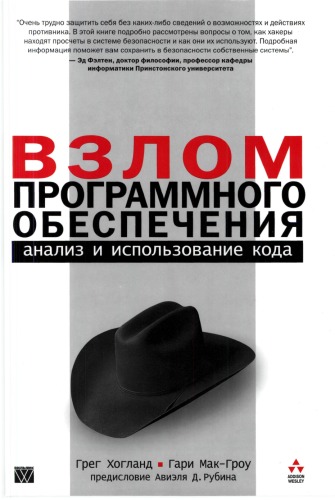 "Очень трудно защитить себя без каких-либо сведений о возможностях и действиях
противника. В этой книге подробно рассмотрены вопросы о том, как хакеры
находят просчеты в системе безопасности и как они их используют. Подробная
информация поможет вам сохранить в безопасности собственные системы".
— Эд Фэлтен, доктор философии, профессор кафедры
информатики Принстонского университета
ВЗЛОМ
ПРОГРАММНОГО
ОБЕСПЕЧЕНИЯ
анализ и использование кода
Грег Хогланд ▪ Гари Мак-Гроу
предисловие Авиэля Д. Рубина
ADDISON
WESLEY